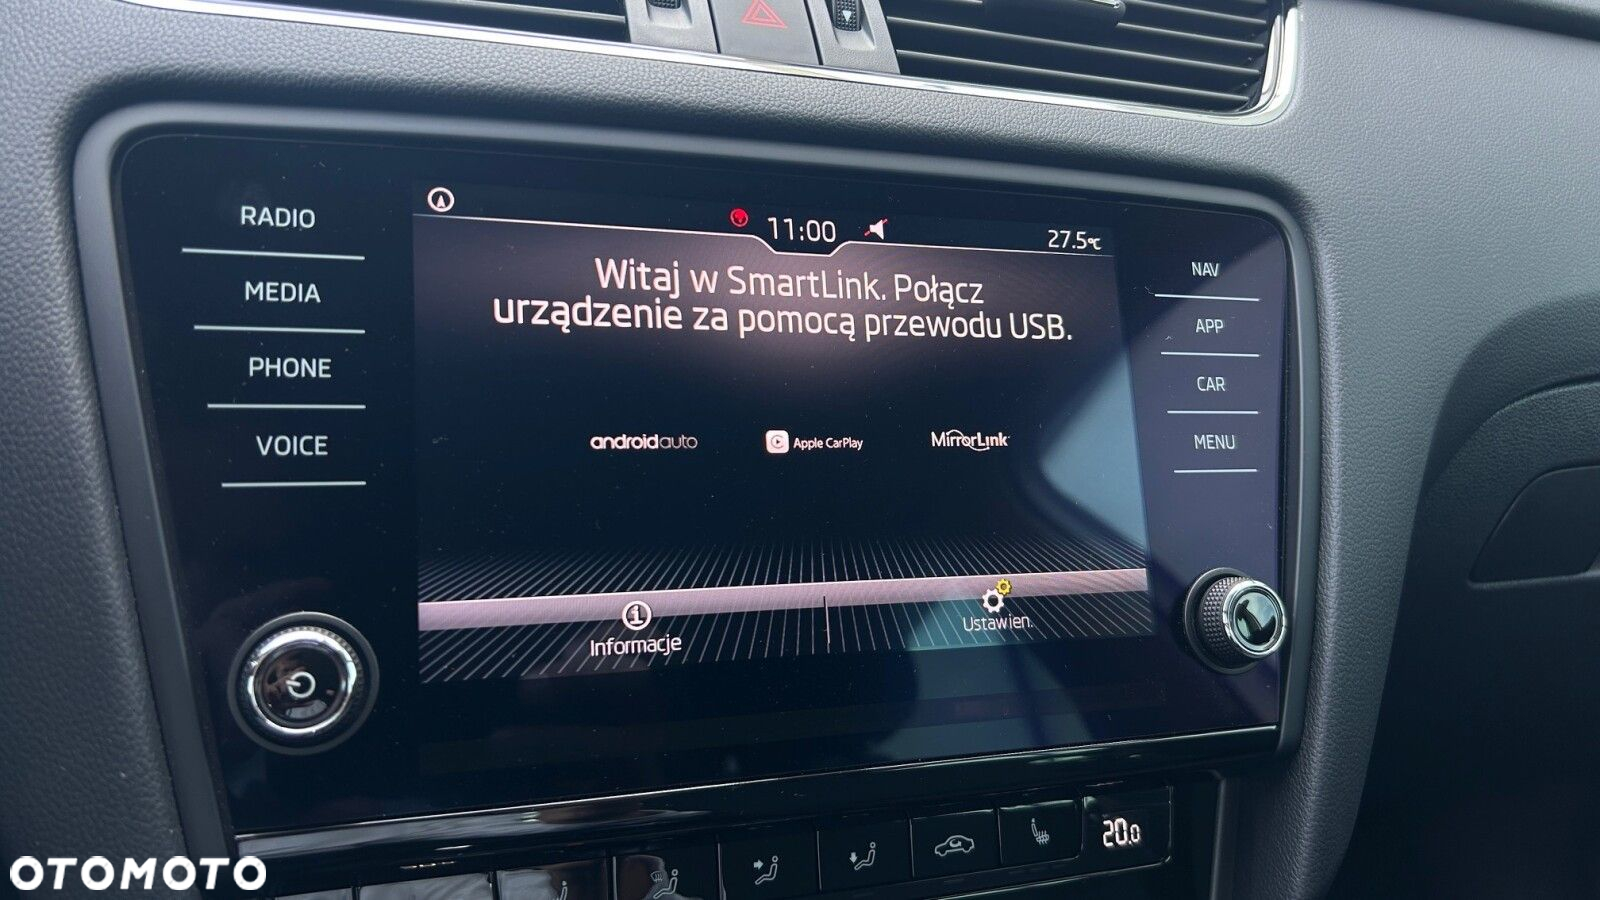 RADIO
MEDIA
PHONE
VOICE
11:00
27.5°C
Witaj w SmartLink. Połącz
urządzenie za pomocą przewodu USB.
androidauto
Apple CarPlay
MirrorLink
Informacje
Ustawien.
NAV
APP
CAR
MENU
20.0
OTOMOTO